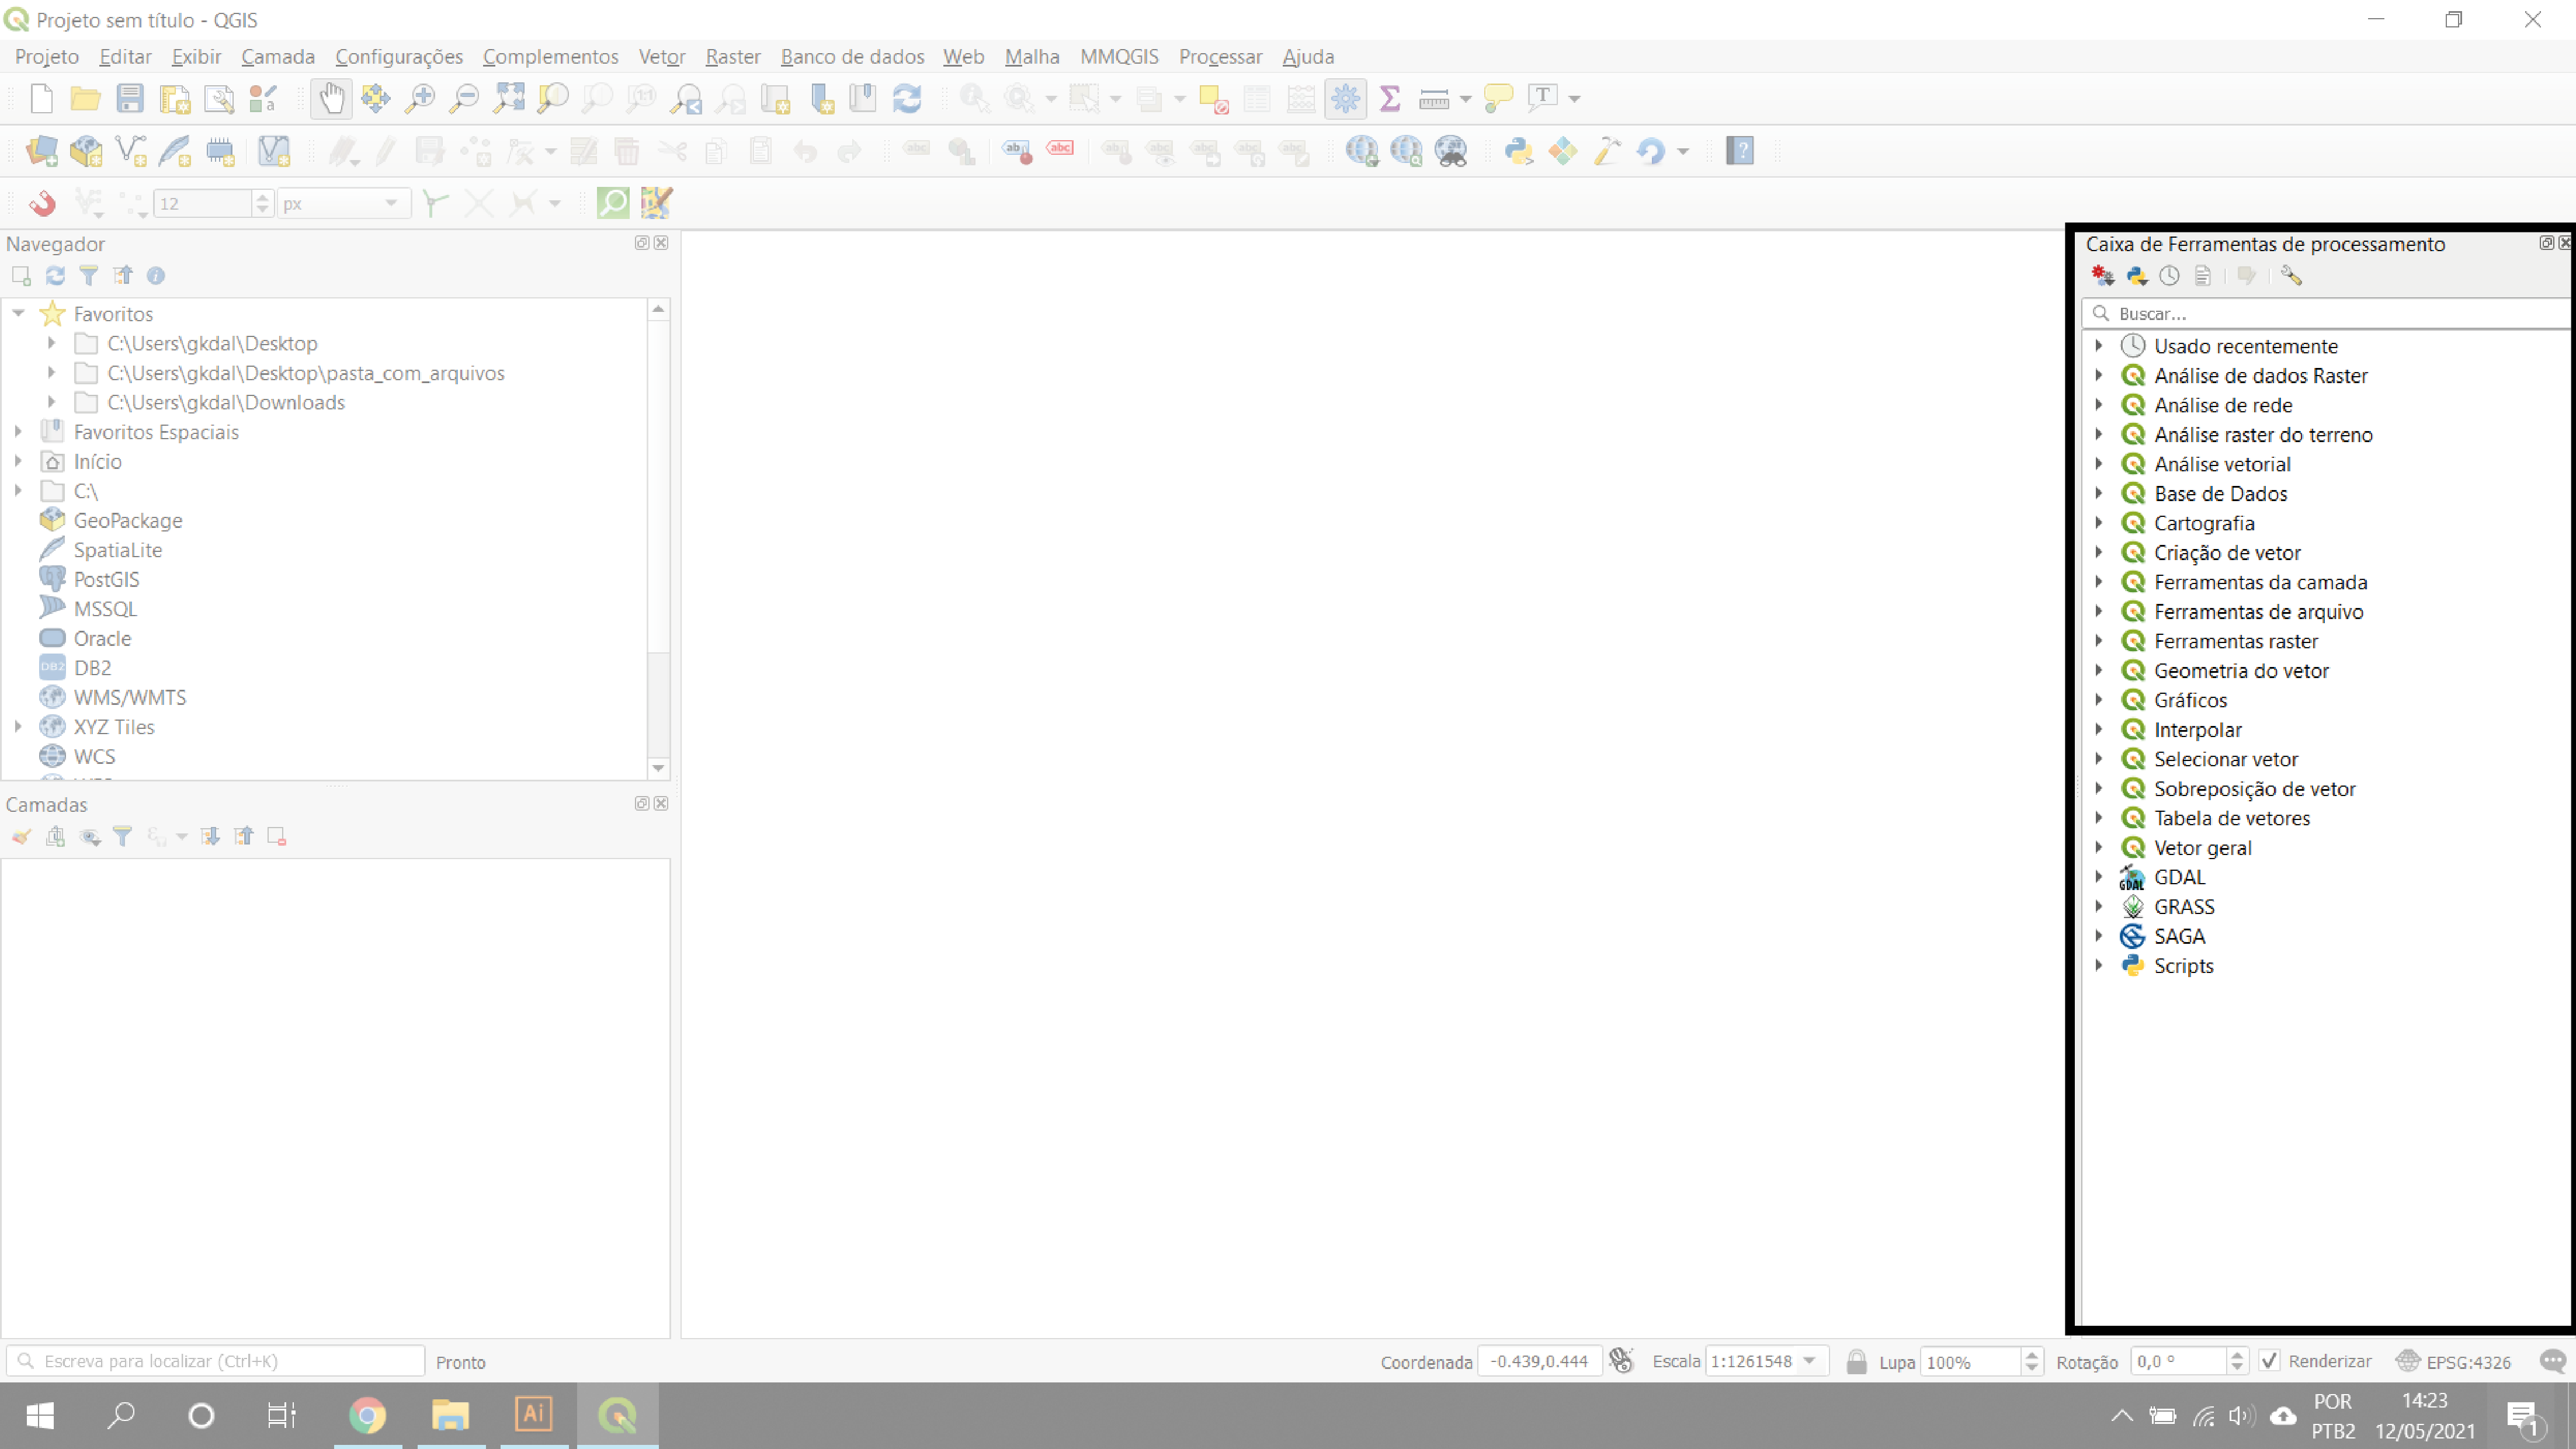 Projeto sem título - QGIS
Projeto Editar Exibir Camada Configurações Complementos Vetor Raster Banco de dados Web Malha MMQGIS Processar Ajuda
12 px
Navegador
Favoritos
C:\Users\gkdal\Desktop
C:\Users\gkdal\Desktop\pasta_com_arquivos
C:\Users\gkdal\Downloads
Favoritos Espaciais
Início
C:\
GeoPackage
SpatiaLite
PostGIS
MSSQL
Oracle
DB2
WMS/WMTS
XYZ Tiles
WCS
Camadas
Caixa de Ferramentas de processamento
Buscar...
Usado recentemente
Análise de dados Raster
Análise de rede
Análise raster do terreno
Análise vetorial
Base de Dados
Cartografia
Criação de vetor
Ferramentas da camada
Ferramentas de arquivo
Ferramentas raster
Geometria do vetor
Gráficos
Interpolar
Selecionar vetor
Sobreposição de vetor
Tabela de vetores
Vetor geral
GDAL
GRASS
SAGA
Scripts
Escreva para localizar (Ctrl+K) Pronto Coordenada -0.439,0.444 Escala 1:1261548 Lupa 100% Rotação 0,0 ° Renderizar EPSG:4326
Ai POR 14:23
PTB2 12/05/2021 1